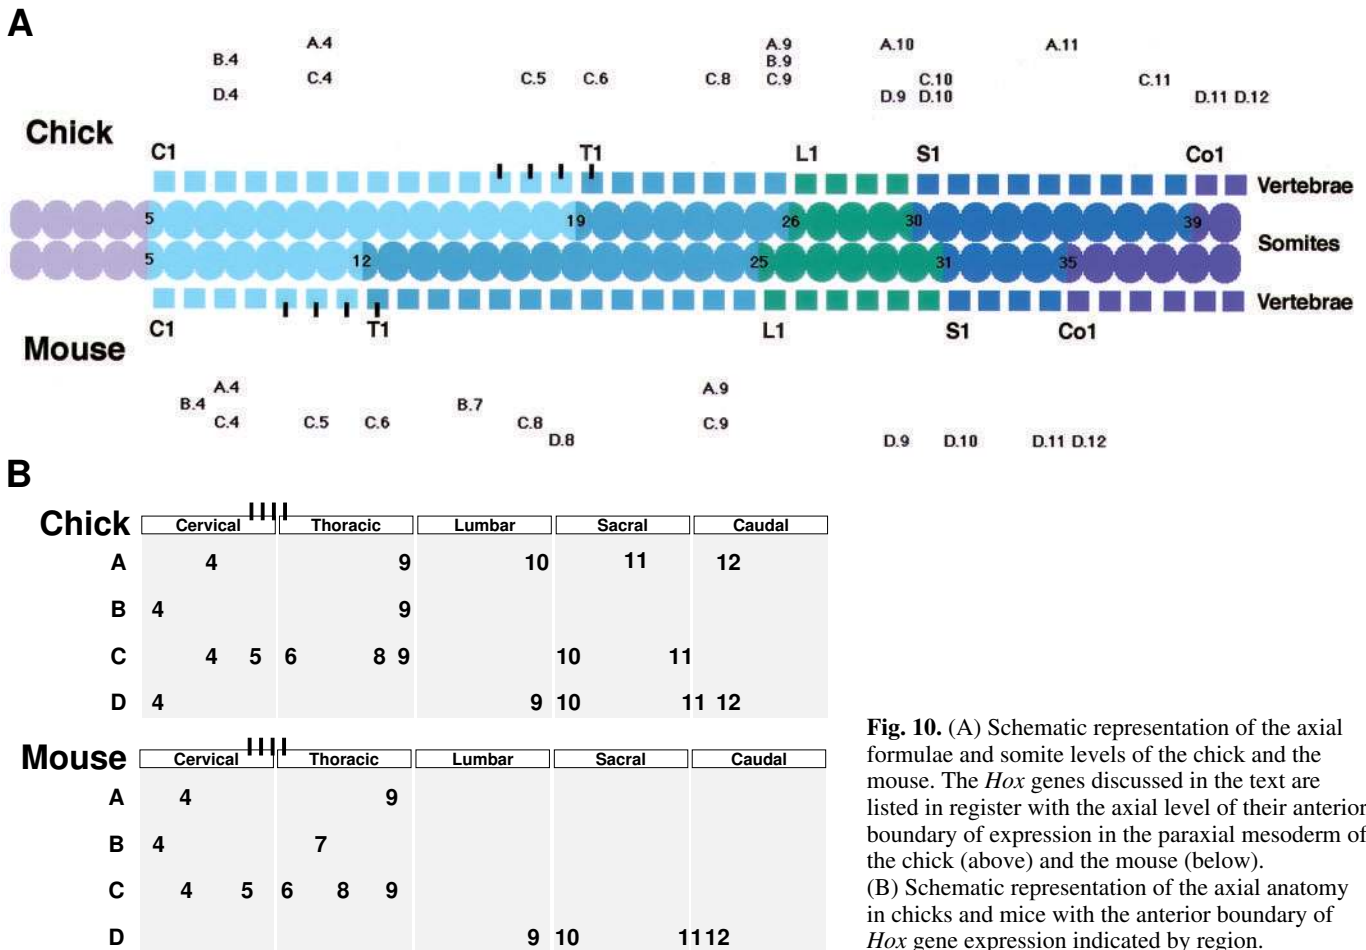 A
A.4 A.9 A.10 A.11
B.4 B.9
C.4 C.5 C.6 C.8 C.9 C.10 C.11
D.4 D.9 D.10 D.11 D.12
Chick
C1 T1 L1 S1 Co1
Vertebrae
5 19 26 30 39
Somites
5 12 25 31 35
Vertebrae
C1 T1 L1 S1 Co1
Mouse
A.4 A.9
B.4 B.7
C.4 C.5 C.6 C.8 C.9
D.8 D.9 D.10 D.11 D.12
B
Chick Cervical Thoracic Lumbar Sacral Caudal
A 4 9 10 11 12
B 4 9
C 4 5 6 8 9 10 11
D 4 9 10 11 12
Mouse Cervical Thoracic Lumbar Sacral Caudal
A 4 9
B 4 7
C 4 5 6 8 9
D 9 10 11 12
Fig. 10. (A) Schematic representation of the axial
formulae and somite levels of the chick and the
mouse. The Hox genes discussed in the text are
listed in register with the axial level of their anterior
boundary of expression in the paraxial mesoderm of
the chick (above) and the mouse (below).
(B) Schematic representation of the axial anatomy
in chicks and mice with the anterior boundary of
Hox gene expression indicated by region.